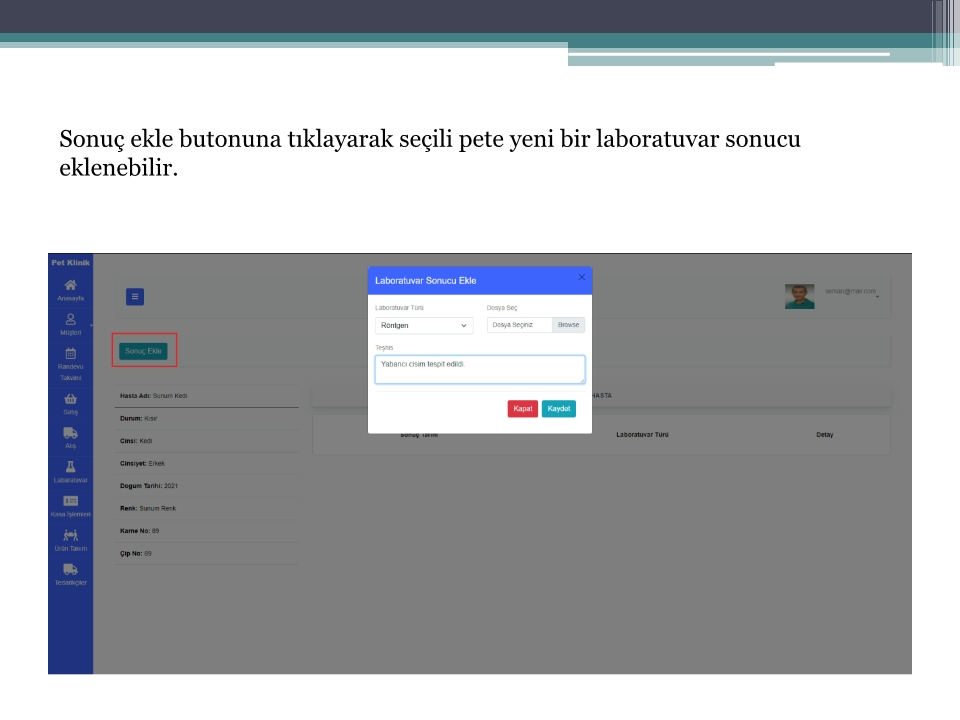 Sonuç ekle butonuna tıklayarak seçili pete yeni bir laboratuvar sonucu
eklenebilir.
Pet Klinik
Anasayfa
Müşteri
Randevu
Takvimi
Satış
Alış
Laboratuvar
Kasa İşlemleri
Ürün Tanım
Tedarikçiler
Sonuç Ekle
Hasta Adı: Sunum Kedi
Durum: Kısır
Cinsi: Kedi
Cinsiyet: Erkek
Dogum Tarihi: 2021
Renk: Sunum Renk
Karne No: 89
Çip No: 89
Laboratuvar Sonucu Ekle
×
Laboratuvar Türü
Dosya Seç
Röntgen
Dosya Seçiniz
Browse
Teşhis
Yabancı cisim tespit edildi.
Kapat
Kaydet
HASTA
Sonuç Tarihi
Laboratuvar Türü
Detay